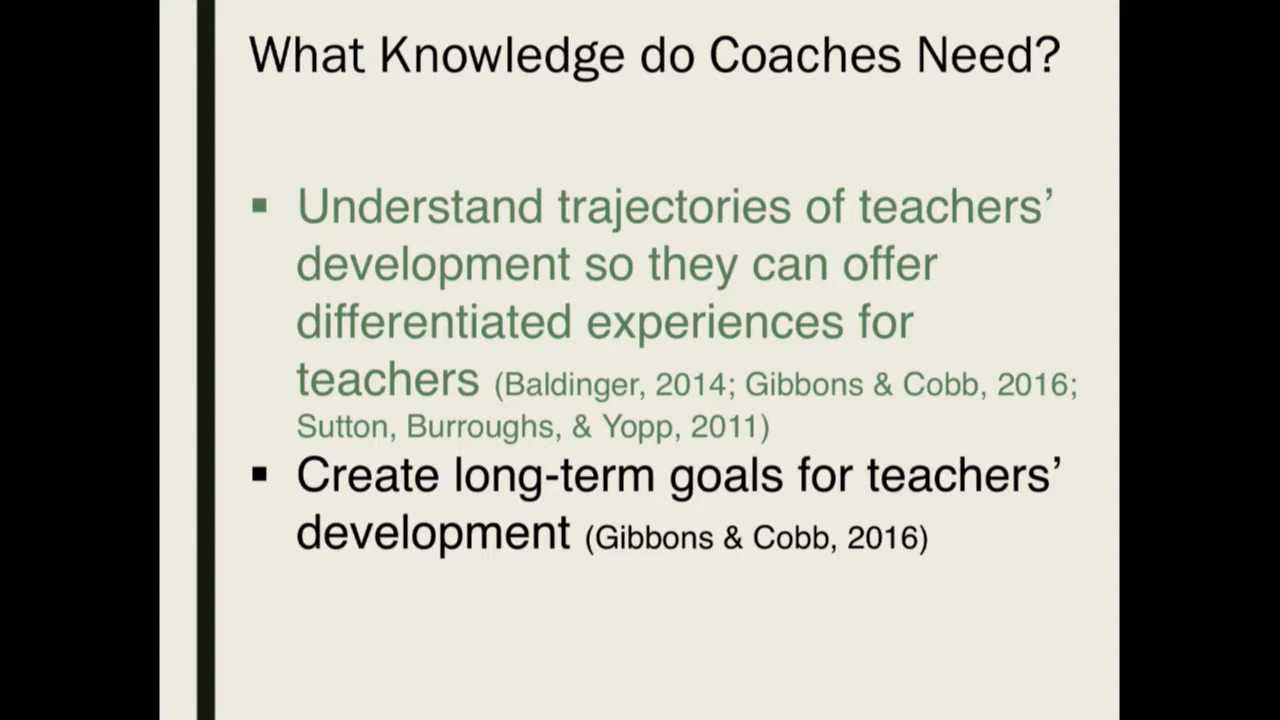 What Knowledge do Coaches Need?
▪ Understand trajectories of teachers’
development so they can offer
differentiated experiences for
teachers (Baldinger, 2014; Gibbons & Cobb, 2016;
Sutton, Burroughs, & Yopp, 2011)
▪ Create long-term goals for teachers’
development (Gibbons & Cobb, 2016)